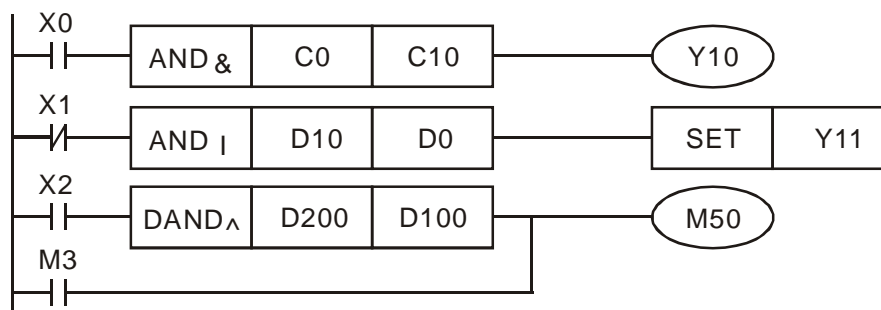 X0
AND & C0 C10 Y10
X1
AND | D10 D0 SET Y11
X2
DAND ^ D200 D100 M50
M3